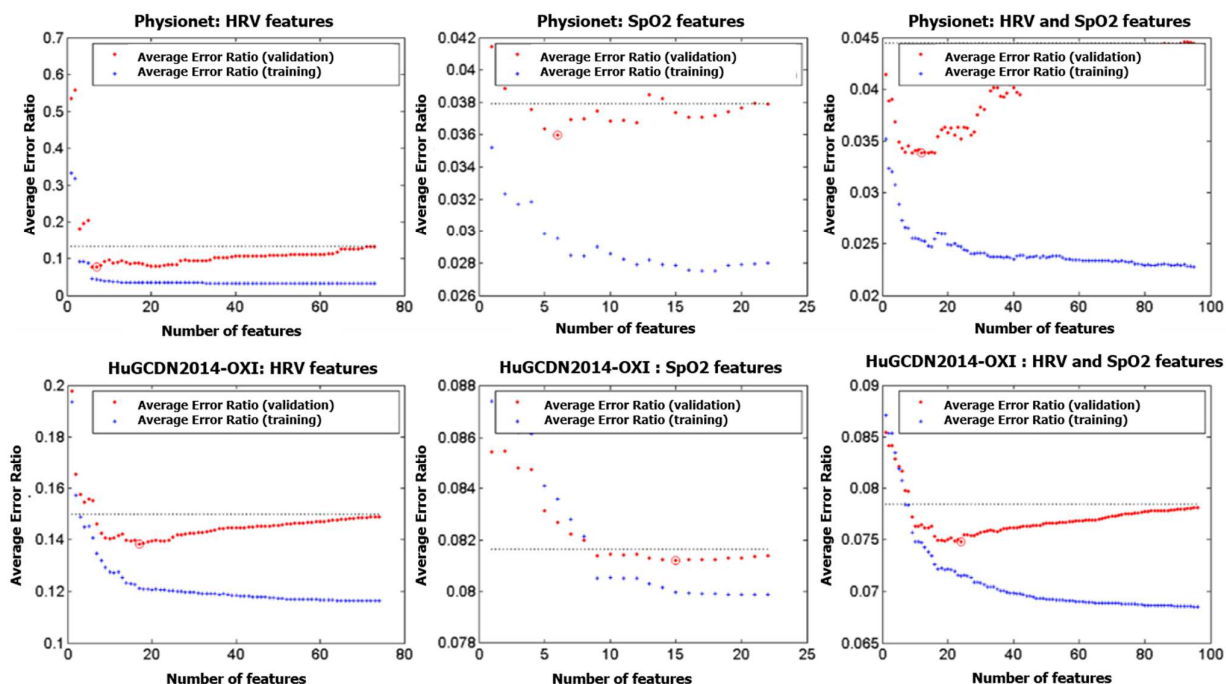 Physionet: HRV features
Average Error Ratio
0.7
0.6
0.5
0.4
0.3
0.2
0.1
0
Average Error Ratio (validation)
Average Error Ratio (training)
0 20 40 60 80
Number of features
Physionet: SpO2 features
Average Error Ratio
0.042
0.04
0.038
0.036
0.034
0.032
0.03
0.028
0.026
Average Error Ratio (validation)
Average Error Ratio (training)
0 5 10 15 20 25
Number of features
Physionet: HRV and SpO2 features
Average Error Ratio
0.045
0.04
0.035
0.03
0.025
0.02
Average Error Ratio (validation)
Average Error Ratio (training)
0 20 40 60 80 100
Number of features
HuGCDN2014-OXI: HRV features
Average Error Ratio
0.2
0.18
0.16
0.14
0.12
0.1
Average Error Ratio (validation)
Average Error Ratio (training)
0 20 40 60 80
Number of features
HuGCDN2014-OXI : SpO2 features
Average Error Ratio
0.088
0.086
0.084
0.082
0.08
0.078
Average Error Ratio (validation)
Average Error Ratio (training)
0 5 10 15 20 25
Number of features
HuGCDN2014-OXI : HRV and SpO2 features
Average Error Ratio
0.09
0.085
0.08
0.075
0.07
0.065
Average Error Ratio (validation)
Average Error Ratio (training)
0 20 40 60 80 100
Number of features